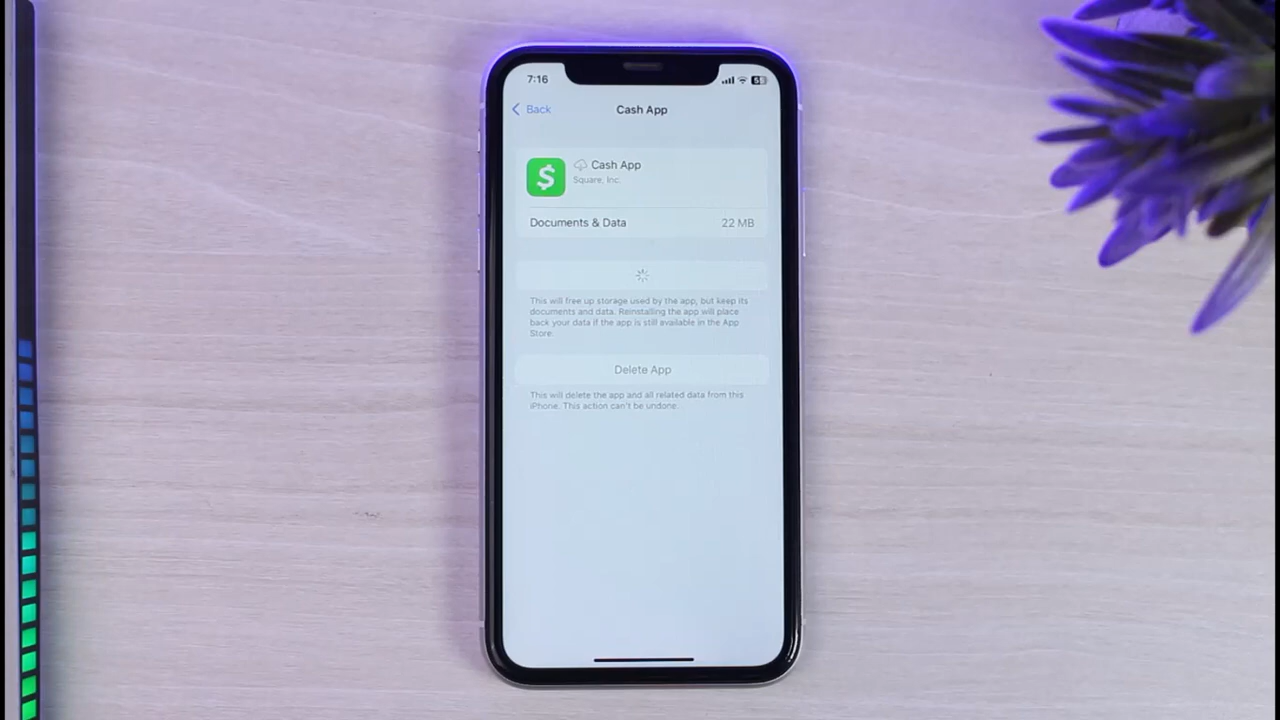 7:16
Back
Cash App
Cash App
Square, Inc.
Documents & Data 22 MB
This will free up storage used by the app, but keep its
documents and data. Reinstalling the app will place
back your data if the app is still available in the App
Store.
Delete App
This will delete the app and all related data from this
iPhone. This action can't be undone.